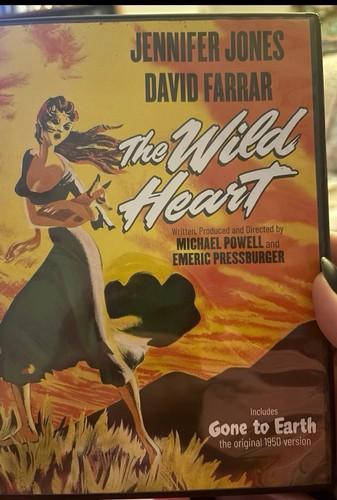 JENNIFER JONES
DAVID FARRAR
The Wild
Heart
Written, Produced and Directed by
MICHAEL POWELL and
EMERIC PRESSBURGER
Includes
Gone to Earth
the original 1950 version